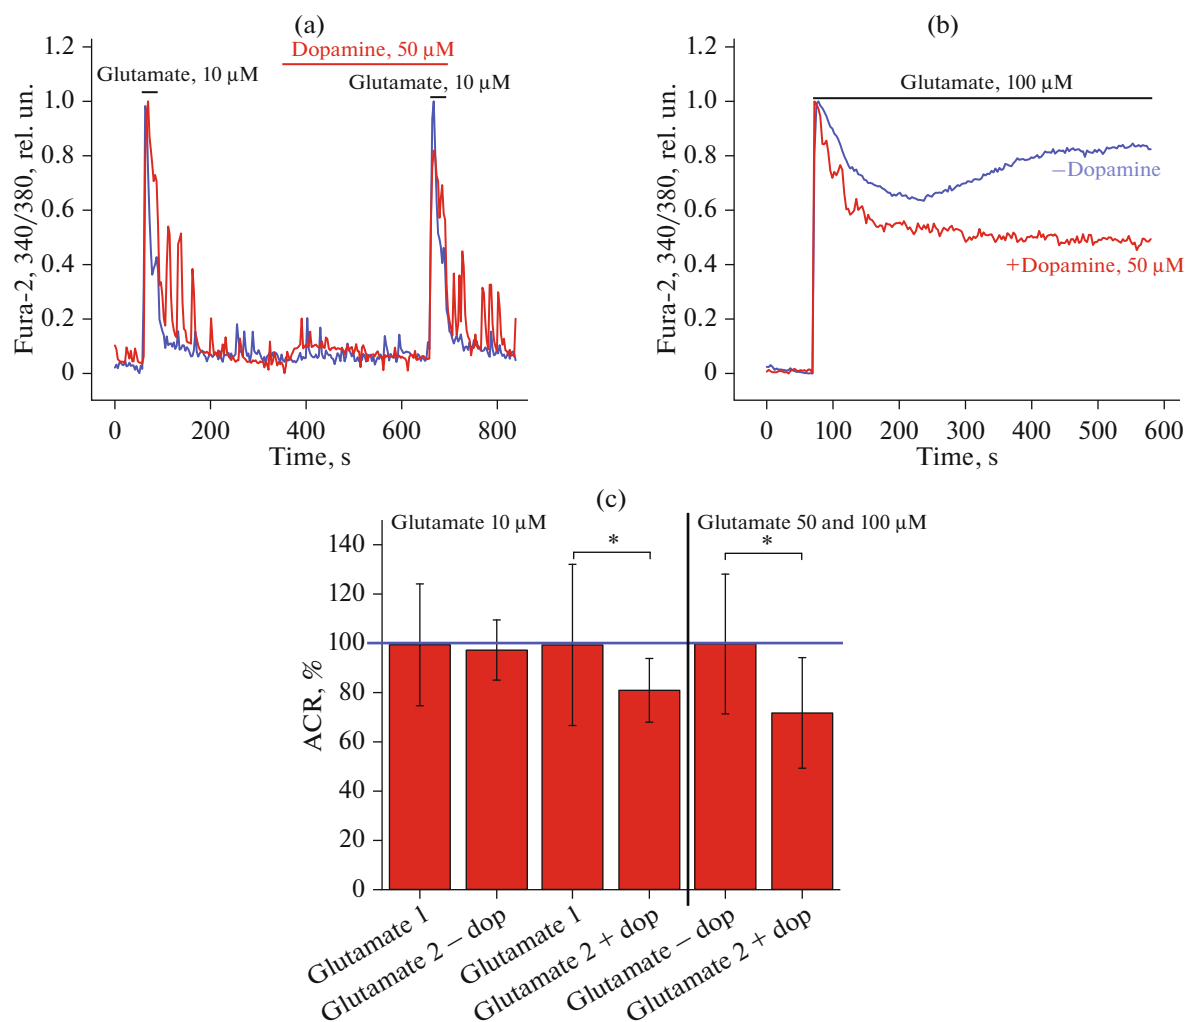 (a)
Fura-2, 340/380, rel. un.
1.2
1.0
0.8
0.6
0.4
0.2
0
Dopamine, 50 µM
Glutamate, 10 µM
Glutamate, 10 µM
0 200 400 600 800
Time, s
(b)
Fura-2, 340/380, rel. un.
1.2
1.0
0.8
0.6
0.4
0.2
0
Glutamate, 100 µM
–Dopamine
+Dopamine, 50 µM
0 100 200 300 400 500 600
Time, s
(c)
Glutamate 10 µM
Glutamate 50 and 100 µM
* *
ACR, %
140
120
100
80
60
40
20
0
Glutamate 1
Glutamate 2 – dop
Glutamate 1
Glutamate 2 + dop
Glutamate – dop
Glutamate 2 + dop